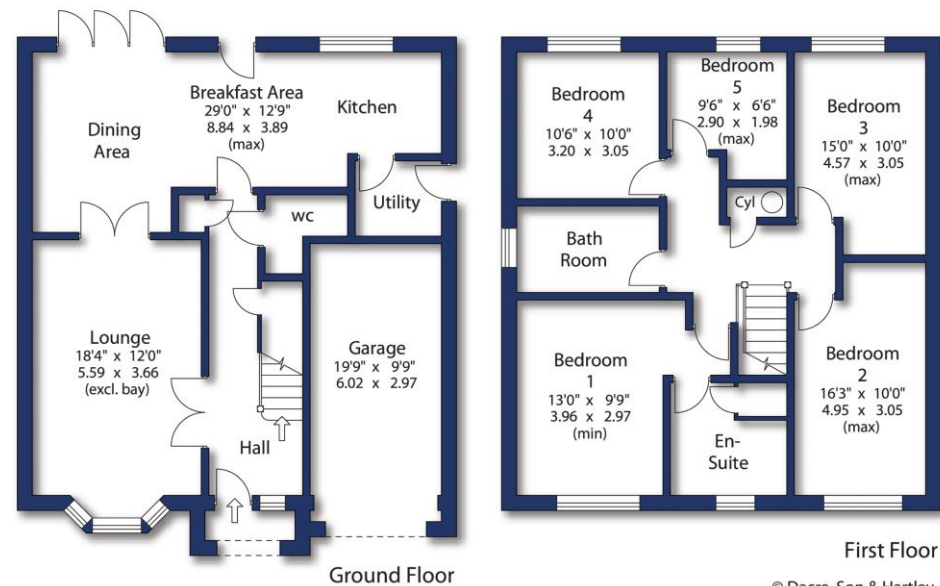 Dining
Area
Breakfast Area
29'0" x 12'9"
8.84 x 3.89
(max)
Kitchen
Utility
wc
Lounge
18'4" x 12'0"
5.59 x 3.66
(excl. bay)
Garage
19'9" x 9'9"
6.02 x 2.97
Hall
Ground Floor
Bedroom
4
10'6" x 10'0"
3.20 x 3.05
Bedroom
5
9'6" x 6'6"
2.90 x 1.98
(max)
Bedroom
3
15'0" x 10'0"
4.57 x 3.05
(max)
Cyl
Bath
Room
Bedroom
1
13'0" x 9'9"
3.96 x 2.97
(min)
En-
Suite
Bedroom
2
16'3" x 10'0"
4.95 x 3.05
(max)
First Floor
© Dacre, Son & Hartley